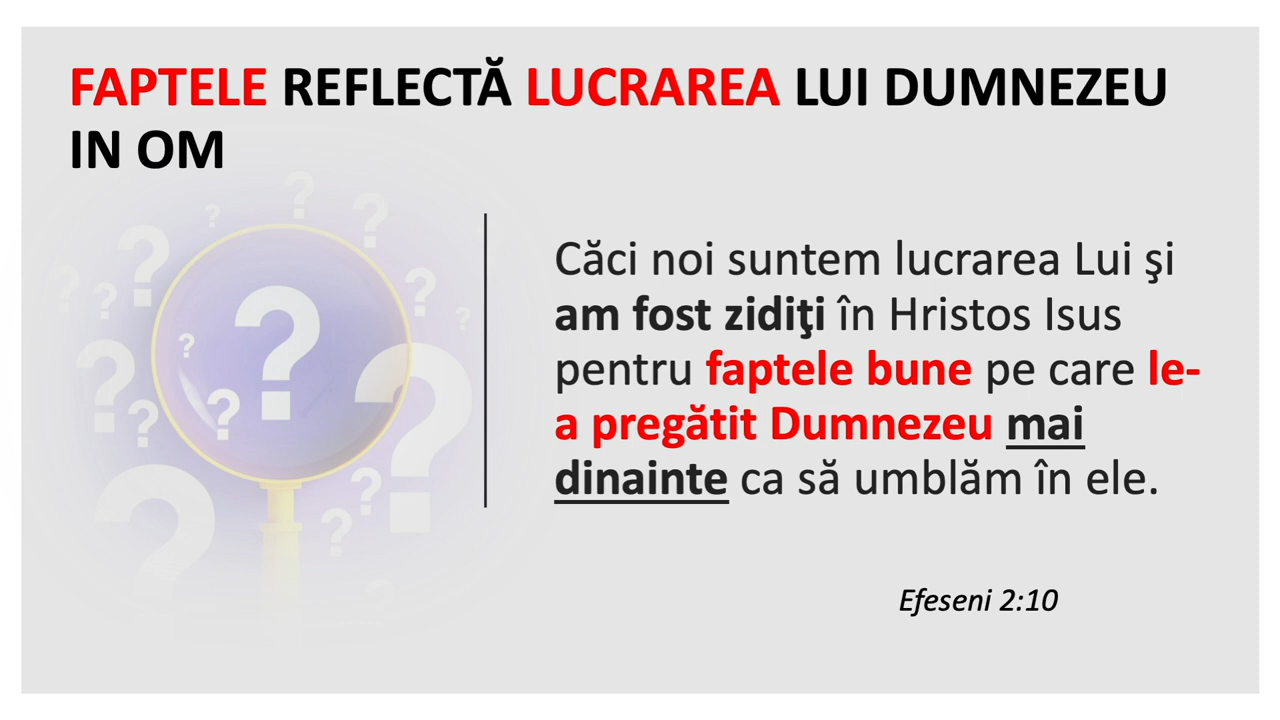 FAPTELE REFLECTĂ LUCRAREA LUI DUMNEZEU
IN OM
Căci noi suntem lucrarea Lui şi
am fost zidiţi în Hristos Isus
pentru faptele bune pe care le-
a pregătit Dumnezeu mai
dinainte ca să umblăm în ele.
Efeseni 2:10